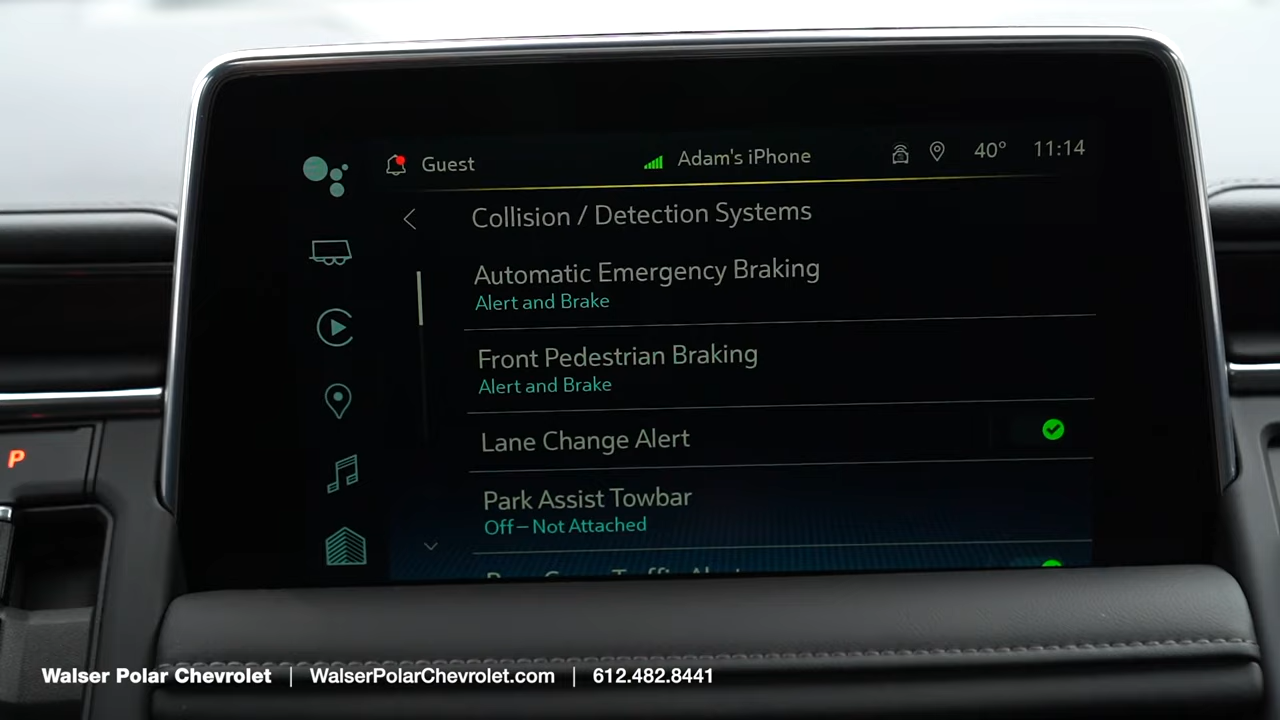 Guest
Adam's iPhone
40°
11:14
Collision / Detection Systems
Automatic Emergency Braking
Alert and Brake
Front Pedestrian Braking
Alert and Brake
Lane Change Alert
Park Assist Towbar
Off – Not Attached
P
Walser Polar Chevrolet | WalserPolarChevrolet.com | 612.482.8441